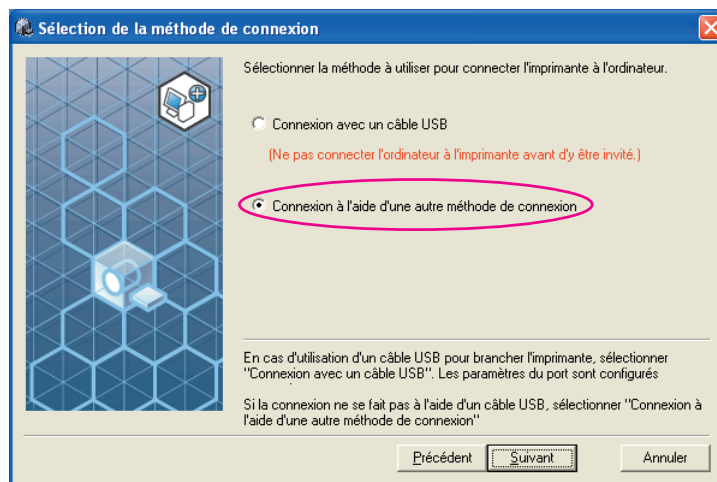 Sélection de la méthode de connexion
Sélectionner la méthode à utiliser pour connecter l'imprimante à l'ordinateur.
Connexion avec un câble USB
(Ne pas connecter l'ordinateur à l'imprimante avant d'y être invité.)
Connexion à l'aide d'une autre méthode de connexion
En cas d'utilisation d'un câble USB pour brancher l'imprimante, sélectionner
"Connexion avec un câble USB". Les paramètres du port sont configurés
Si la connexion ne se fait pas à l'aide d'un câble USB, sélectionner "Connexion à
l'aide d'une autre méthode de connexion"
Précédent Suivant Annuler